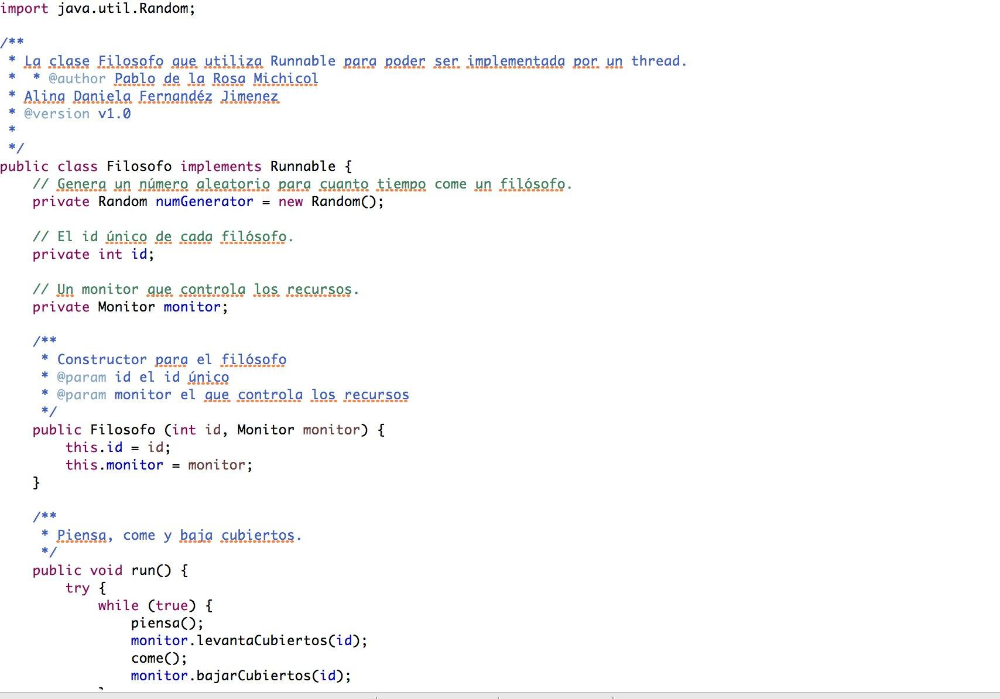 import java.util.Random;
/**
 * La clase Filosofo que utiliza Runnable para poder ser implementada por un thread.
 *  * @author Pablo de la Rosa Michicol
 * Alina Daniela Fernandéz Jimenez
 * @version v1.0
 *
 */
public class Filosofo implements Runnable {
    // Genera un número aleatorio para cuanto tiempo come un filósofo.
    private Random numGenerator = new Random();
    // El id único de cada filósofo.
    private int id;
    // Un monitor que controla los recursos.
    private Monitor monitor;
    /**
     * Constructor para el filósofo
     * @param id el id único
     * @param monitor el que controla los recursos
     */
    public Filosofo (int id, Monitor monitor) {
        this.id = id;
        this.monitor = monitor;
    }
    /**
     * Piensa, come y baja cubiertos.
     */
    public void run() {
        try {
            while (true) {
                piensa();
                monitor.levantaCubiertos(id);
                come();
                monitor.bajarCubiertos(id);